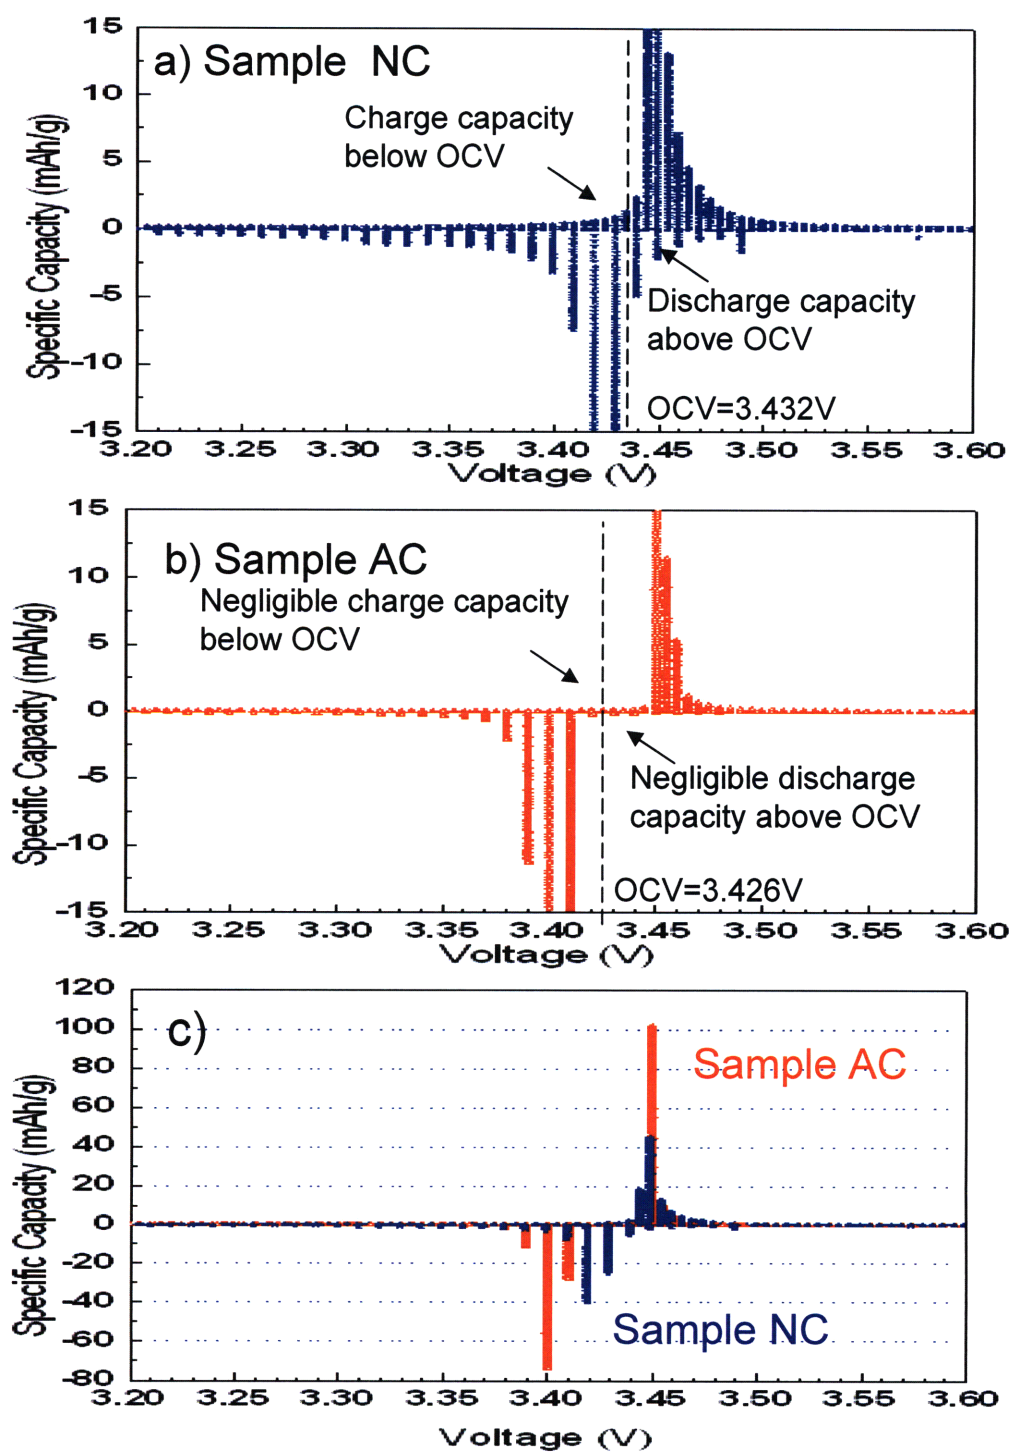 15
a) Sample NC
10
Charge capacity
below OCV
5
0
-5
Discharge capacity
above OCV
-10
OCV=3.432V
-15
Specific Capacity (mAh/g)
3.20 3.25 3.30 3.35 3.40 3.45 3.50 3.55 3.60
Voltage (V)
15
b) Sample AC
10
Negligible charge capacity
below OCV
5
0
-5
Negligible discharge
capacity above OCV
-10
OCV=3.426V
-15
Specific Capacity (mAh/g)
3.20 3.25 3.30 3.35 3.40 3.45 3.50 3.55 3.60
Voltage (V)
120
c)
100
Sample AC
80
60
40
20
0
-20
-40
Sample NC
-60
-80
Specific Capacity (mAh/g)
3.20 3.25 3.30 3.35 3.40 3.45 3.50 3.55 3.60
Voltage (V)